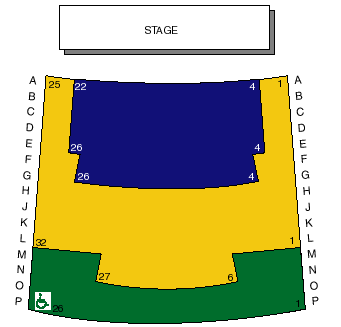 STAGE
A 25 22 4 1 A
B B
C C
D D
E 26 4 E
F F
G 26 4 G
H H
J J
K K
L 32 1 L
M M
N 27 6 N
O O
P 26 1 P